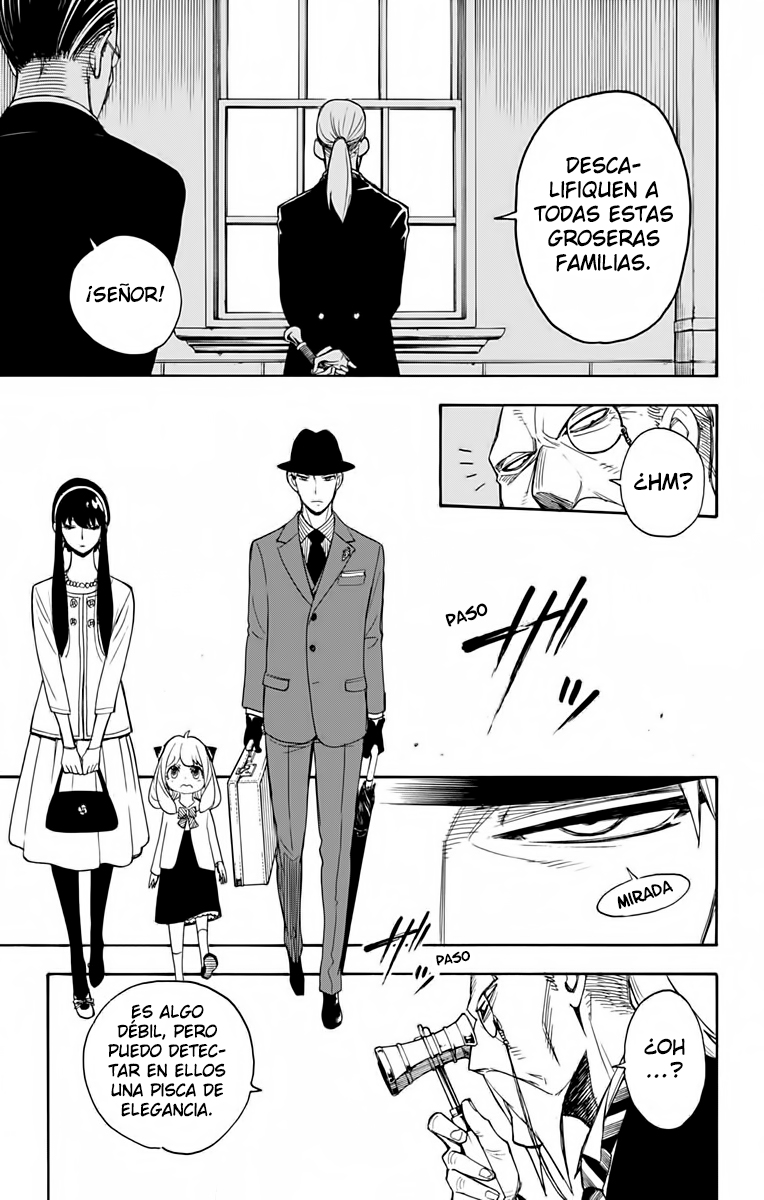 DESCA-
LIFIQUEN A
TODAS ESTAS
GROSERAS
FAMILIAS.
¡SEÑOR!
¿HM?
PASO
MIRADA
PASO
¿OH
...?
ES ALGO
DÉBIL, PERO
PUEDO DETEC-
TAR EN ELLOS
UNA PISCA DE
ELEGANCIA.